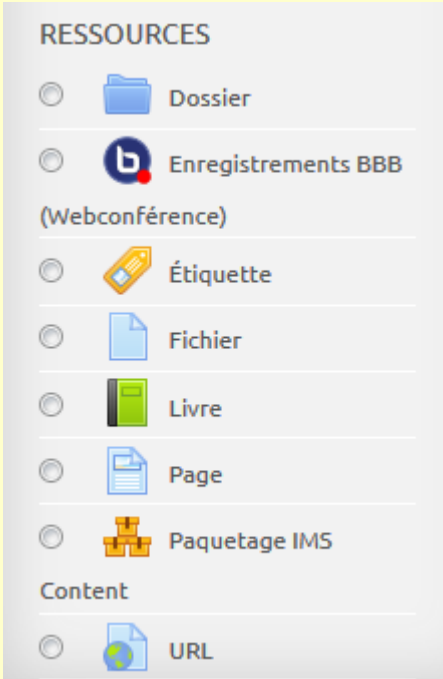 RESSOURCES
Dossier
Enregistrements BBB
(Webconférence)
Étiquette
Fichier
Livre
Page
Paquetage IMS
Content
URL